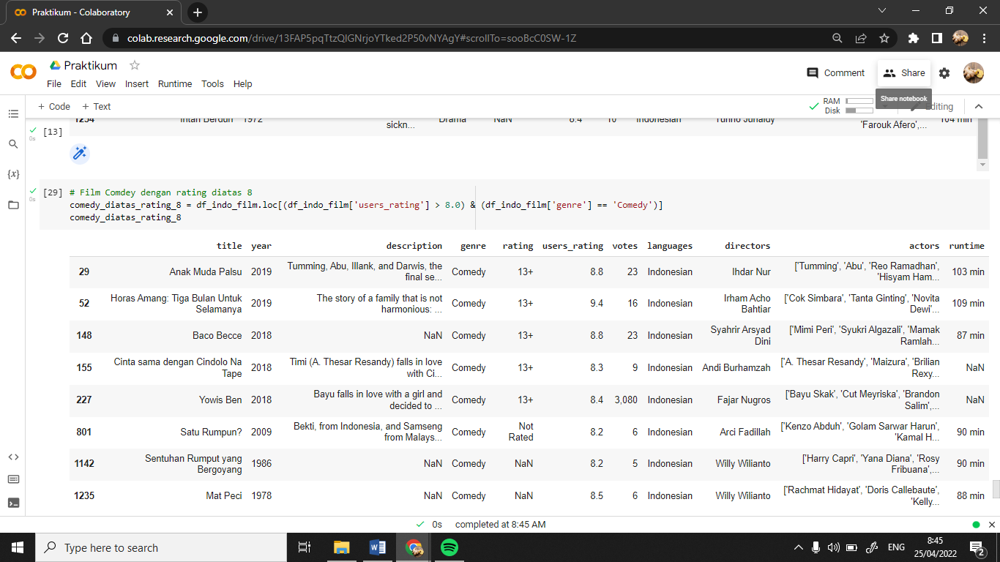 Praktikum - Colaboratory
colab.research.google.com/drive/13FAP5pqTtzQlGNrjoYTked2P50vNYAgY#scrollTo=sooBcC0SW-1Z
Praktikum
Comment
Share
File Edit View Insert Runtime Tools Help
Share notebook
+ Code + Text
RAM
Disk
Editing
1254 Intan Berduri 1972 sickn... Drama NaN 8.4 10 Indonesian Turino Junaidy 'Farouk Afero',... 104 min
[13]
0s
{x}
[29] # Film Comdey dengan rating diatas 8
0s
comedy_diatas_rating_8 = df_indo_film.loc[(df_indo_film['users_rating'] > 8.0) & (df_indo_film['genre'] == 'Comedy')]
comedy_diatas_rating_8
title year description genre rating users_rating votes languages directors actors runtime
29 Anak Muda Palsu 2019 Tumming, Abu, Illank, and Darwis, the final se... Comedy 13+ 8.8 23 Indonesian Ihdar Nur ['Tumming', 'Abu', 'Reo Ramadhan', 'Hisyam Ham... 103 min
52 Horas Amang: Tiga Bulan Untuk Selamanya 2019 The story of a family that is not harmonious: ... Comedy 13+ 9.4 16 Indonesian Irham Acho Bahtiar ['Cok Simbara', 'Tanta Ginting', 'Novita Dewi'... 109 min
148 Baco Becce 2018 NaN Comedy 13+ 8.8 23 Indonesian Syahrir Arsyad Dini ['Mimi Peri', 'Syukri Algazali', 'Mamak Ramlah... 87 min
155 Cinta sama dengan Cindolo Na Tape 2018 Timi (A. Thesar Resandy) falls in love with Ci... Comedy 13+ 8.3 9 Indonesian Andi Burhamzah ['A. Thesar Resandy', 'Maizura', 'Brilian Rexy... NaN
227 Yowis Ben 2018 Bayu falls in love with a girl and decided to ... Comedy 13+ 8.4 3,080 Indonesian Fajar Nugros ['Bayu Skak', 'Cut Meyriska', 'Brandon Salim',... NaN
801 Satu Rumpun? 2009 Bekti, from Indonesia, and Samseng from Malays... Comedy Not Rated 8.2 6 Indonesian Arci Fadillah ['Kenzo Abduh', 'Golam Sarwar Harun', 'Kamal H... 90 min
1142 Sentuhan Rumput yang Bergoyang 1986 NaN Comedy NaN 8.2 5 Indonesian Willy Wilianto ['Harry Capri', 'Yana Diana', 'Rosy Fribuana',... 90 min
1235 Mat Peci 1978 NaN Comedy NaN 8.5 6 Indonesian Willy Wilianto ['Rachmat Hidayat', 'Doris Callebaute', 'Kelly... 88 min
0s completed at 8:45 AM
Type here to search
ENG
8:45
25/04/2022
2